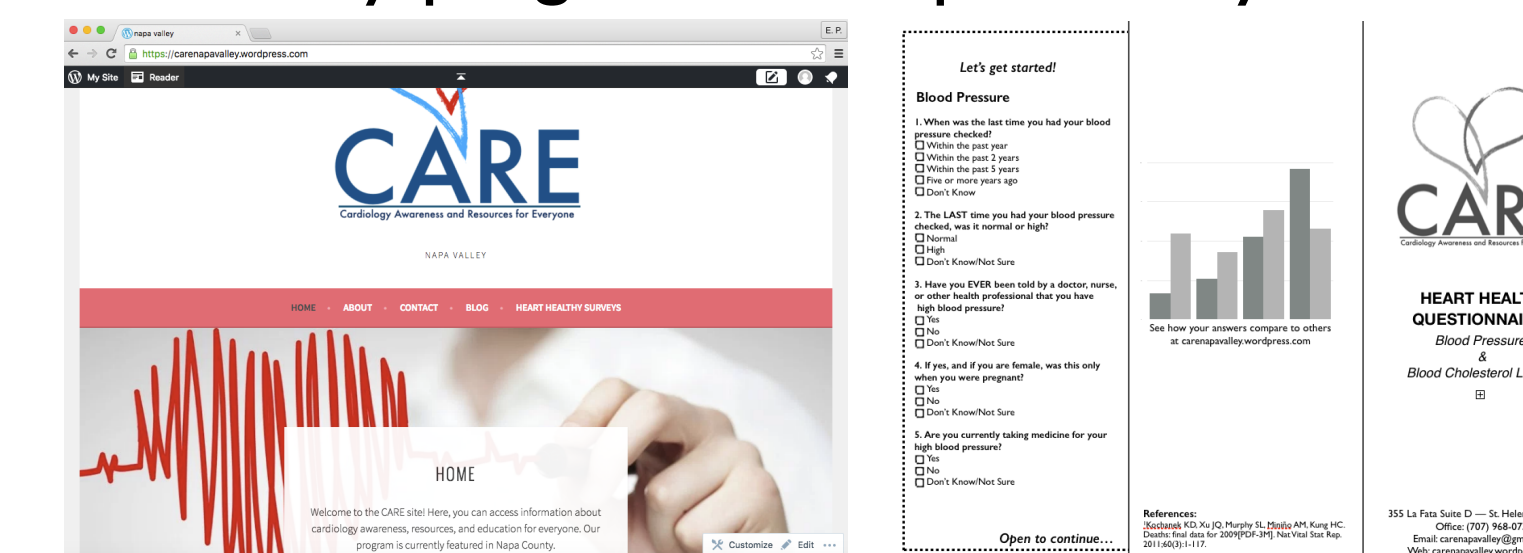 napa valley
E. P.
https://carenapavalley.wordpress.com
My Site
Reader
CARE
Cardiology Awareness and Resources for Everyone
NAPA VALLEY
HOME
ABOUT
CONTACT
BLOG
HEART HEALTHY SURVEYS
HOME
Welcome to the CARE site! Here, you can access information about
cardiology awareness, resources, and education for everyone. Our
program is currently featured in Napa County.
Customize
Edit
Let's get started!
Blood Pressure
1. When was the last time you had your blood
pressure checked?
Within the past year
Within the past 2 years
Within the past 5 years
Five or more years ago
Don't Know
2. The LAST time you had your blood pressure
checked, was it normal or high?
Normal
High
Don't Know/Not Sure
3. Have you EVER been told by a doctor, nurse,
or other health professional that you have
high blood pressure?
Yes
No
Don't Know/Not Sure
4. If yes, and if you are female, was this only
when you were pregnant?
Yes
No
Don't Know/Not Sure
5. Are you currently taking medicine for your
high blood pressure?
Yes
No
Don't Know/Not Sure
Open to continue…
See how your answers compare to others
at carenapavalley.wordpress.com
References:
¹Kochanek KD, Xu JQ, Murphy SL, Miniño AM, Kung HC.
Deaths: final data for 2009[PDF-3M]. Nat Vital Stat Rep.
2011;60(3):1-117.
CAR
Cardiology Awareness and Resources
HEART HEAL
QUESTIONNAI
Blood Pressure
&
Blood Cholesterol L
355 La Fata Suite D — St. Hele
Office: (707) 968-07
Email: carenapavalley@gm
Web: carenapavalley.wordp